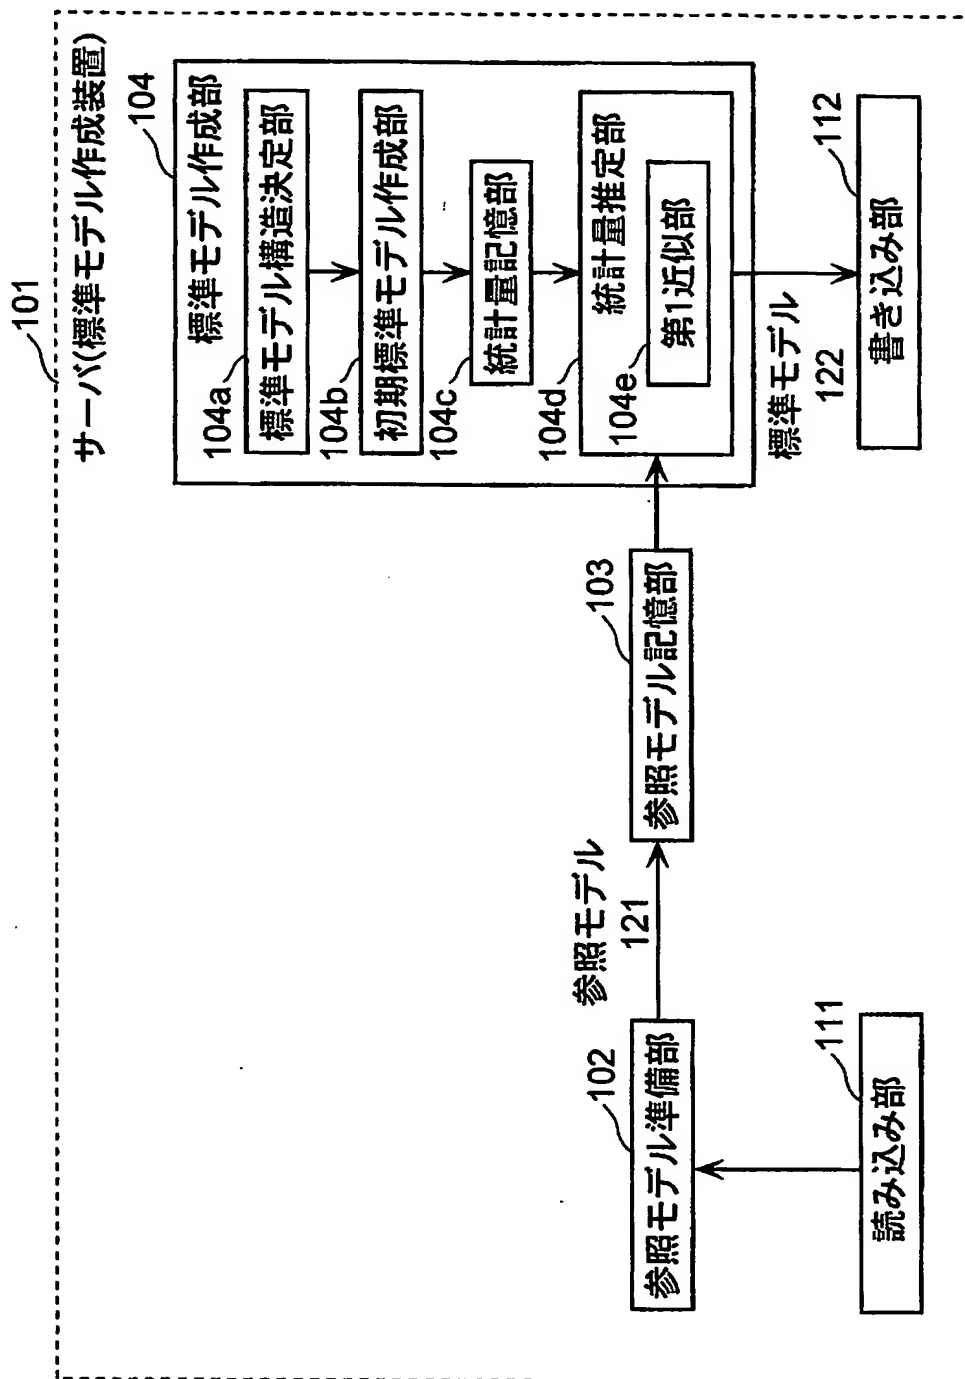 101
サーバ(標準モデル作成装置)
104
標準モデル作成部
104a
標準モデル構造決定部
104b
初期標準モデル作成部
104c
統計量記憶部
104d
統計量推定部
104e
第1近似部
103
参照モデル記憶部
参照モデル
121
102
参照モデル準備部
111
読み込み部
標準モデル
122
112
書き込み部